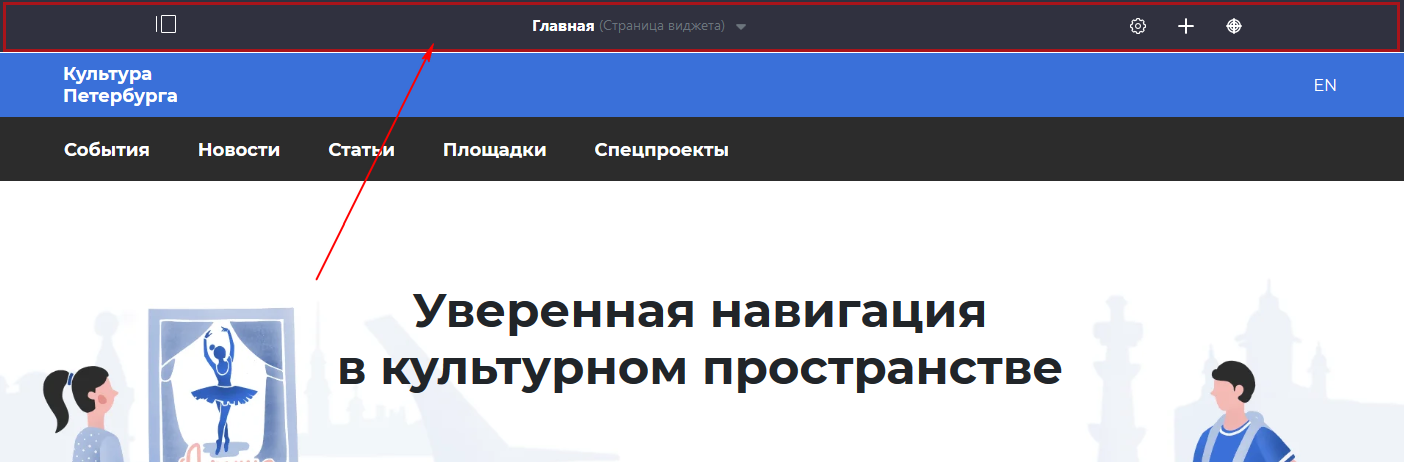 Главная (Страница виджета)
Культура
Петербурга
EN
События Новости Статьи Площадки Спецпроекты
Уверенная навигация
в культурном пространстве